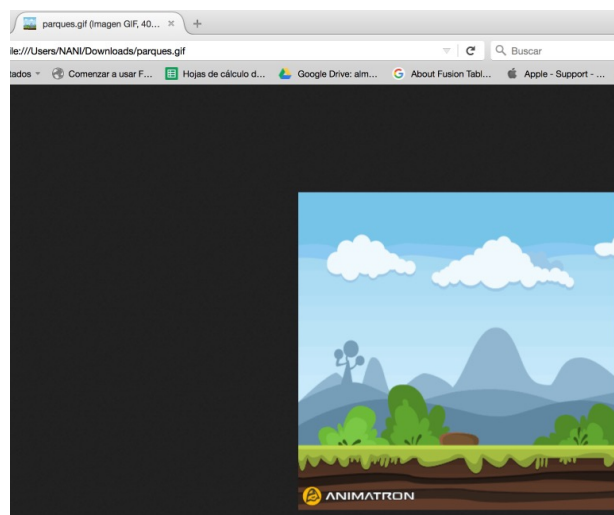 parques.gif (Imagen GIF, 40...
ile:///Users/NANI/Downloads/parques.gif
Buscar
tados
Comenzar a usar F...
Hojas de cálculo d...
Google Drive: alm...
About Fusion Tabl...
Apple - Support - ...
ANIMATRON